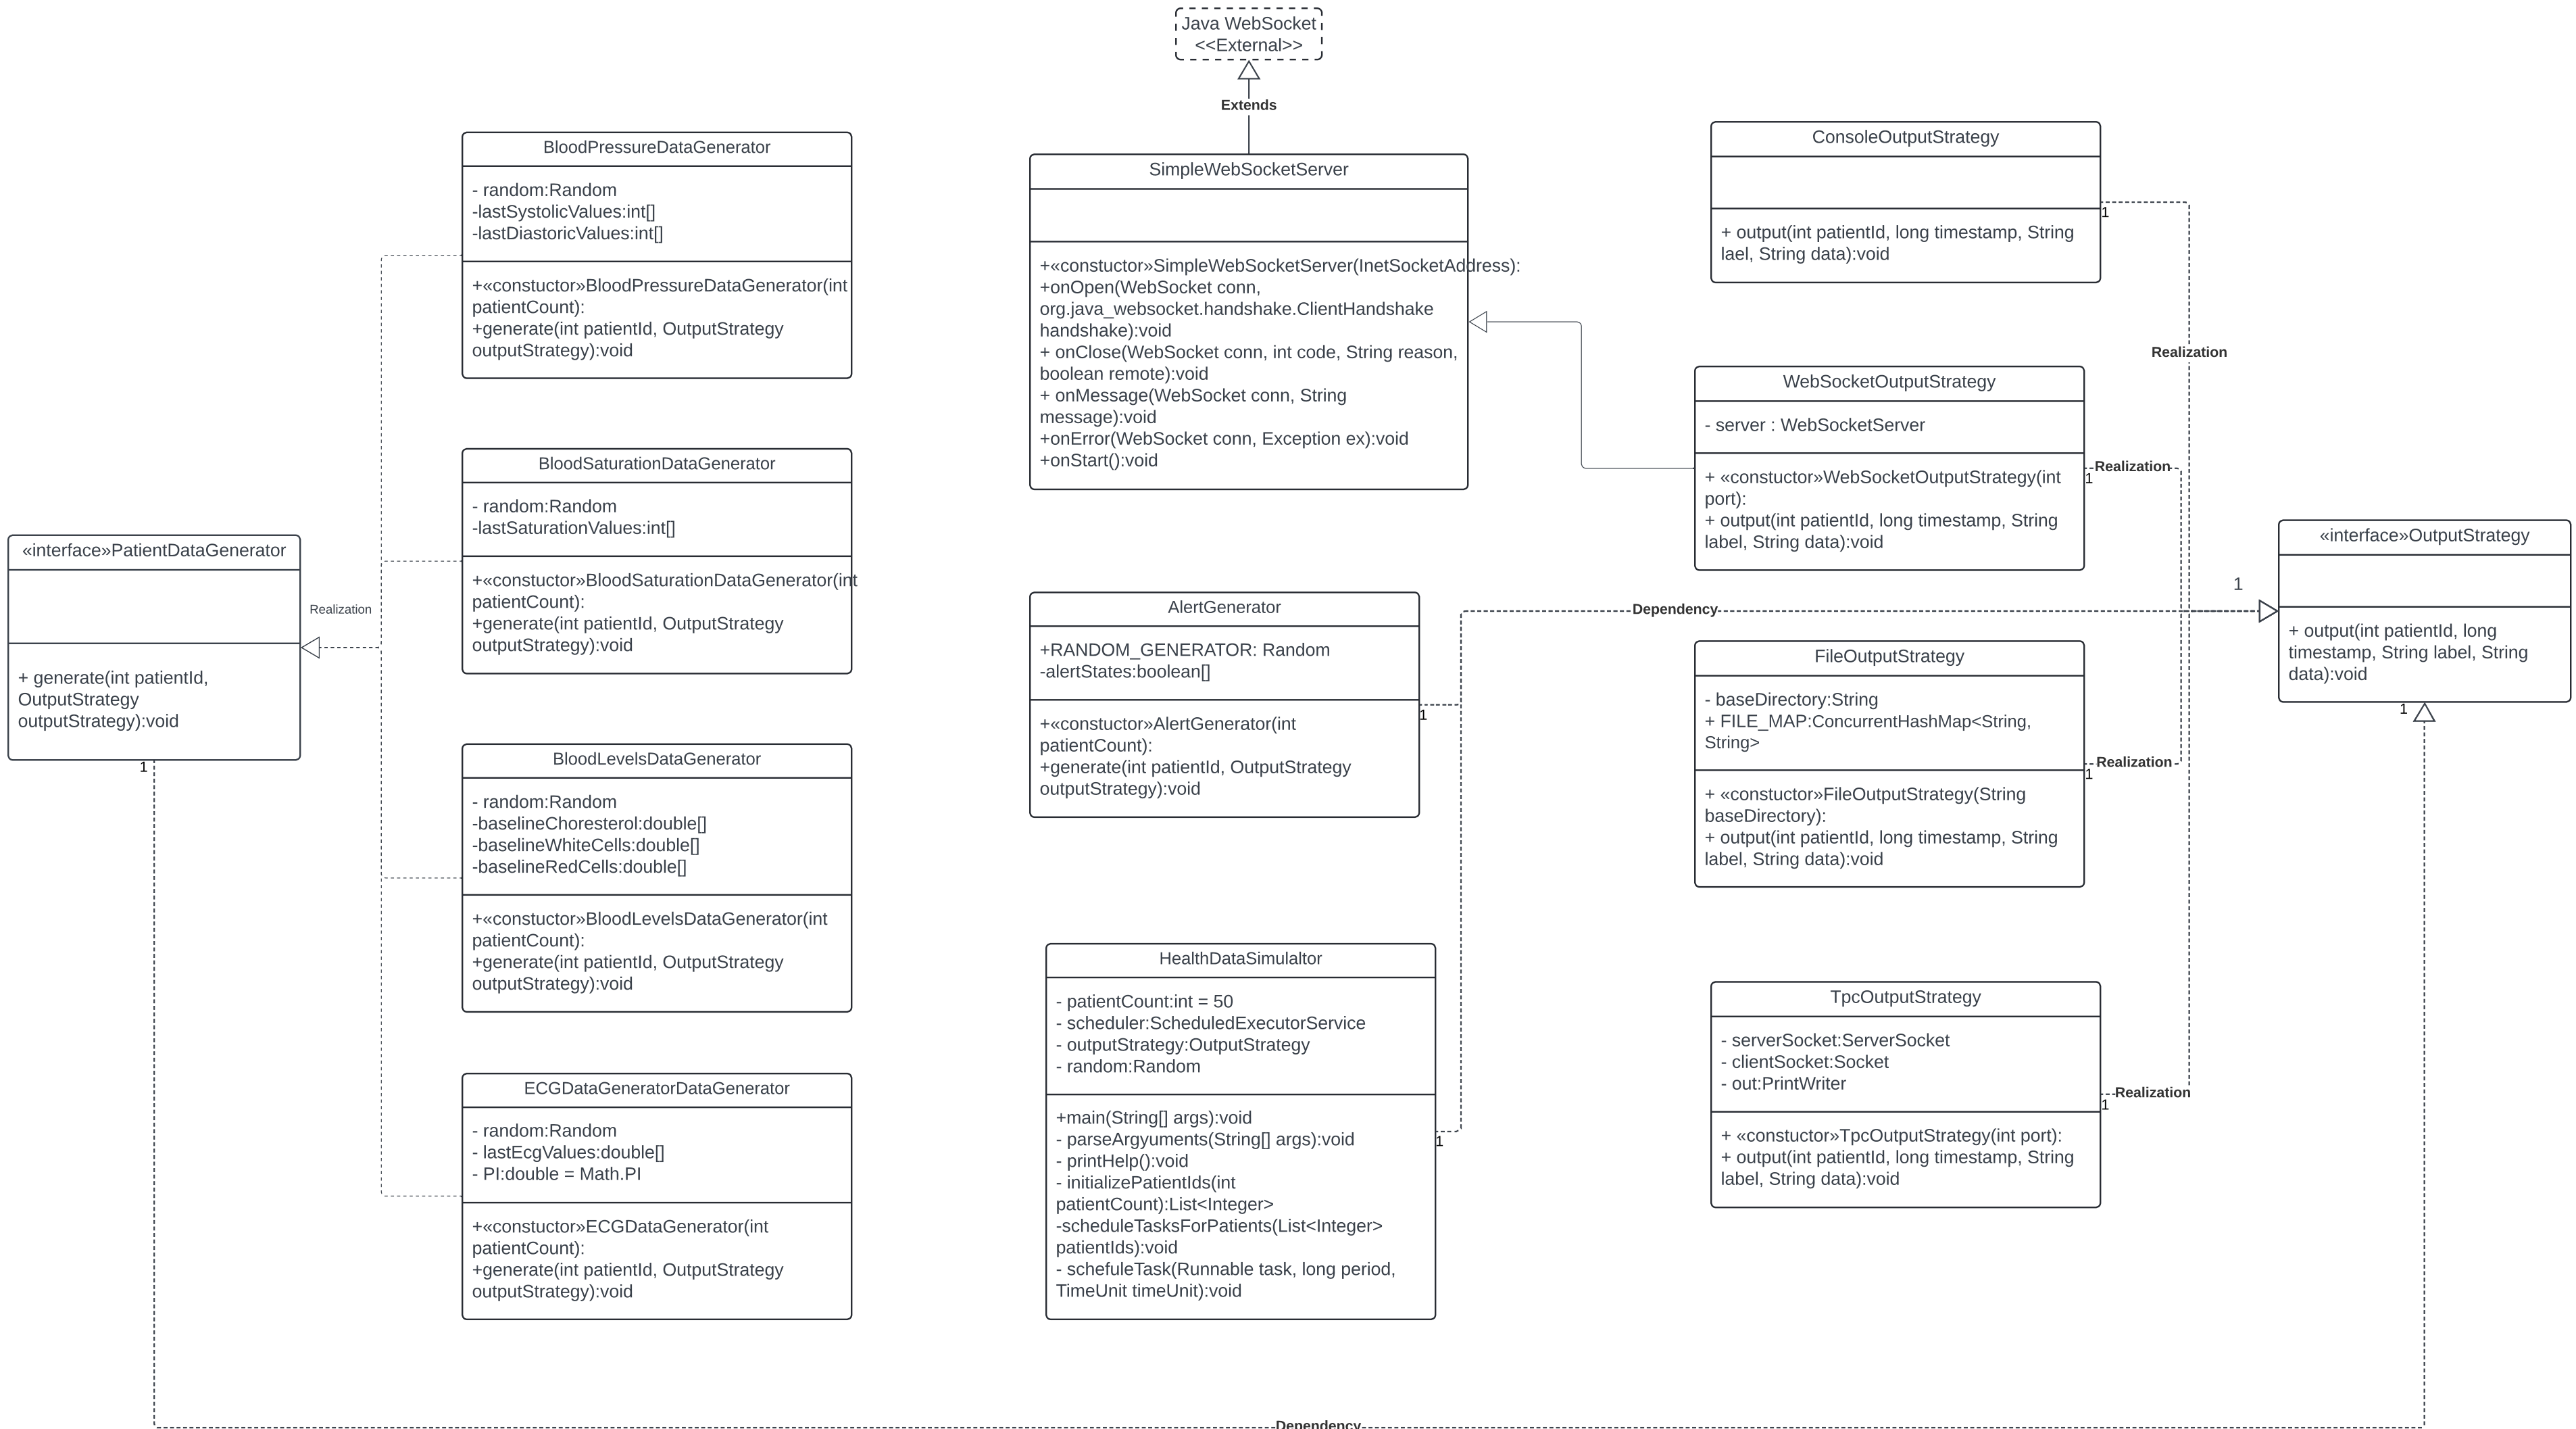 Java WebSocket
<<External>>
Extends
BloodPressureDataGenerator
- random:Random
-lastSystolicValues:int[]
-lastDiastoricValues:int[]
+«constuctor»BloodPressureDataGenerator(int
patientCount):
+generate(int patientId, OutputStrategy
outputStrategy):void
BloodSaturationDataGenerator
- random:Random
-lastSaturationValues:int[]
+«constuctor»BloodSaturationDataGenerator(int
patientCount):
+generate(int patientId, OutputStrategy
outputStrategy):void
«interface»PatientDataGenerator
+ generate(int patientId,
OutputStrategy
outputStrategy):void
1
Realization
BloodLevelsDataGenerator
- random:Random
-baselineChoresterol:double[]
-baselineWhiteCells:double[]
-baselineRedCells:double[]
+«constuctor»BloodLevelsDataGenerator(int
patientCount):
+generate(int patientId, OutputStrategy
outputStrategy):void
ECGDataGeneratorDataGenerator
- random:Random
- lastEcgValues:double[]
- PI:double = Math.PI
+«constuctor»ECGDataGenerator(int
patientCount):
+generate(int patientId, OutputStrategy
outputStrategy):void
SimpleWebSocketServer
+«constuctor»SimpleWebSocketServer(InetSocketAddress):
+onOpen(WebSocket conn,
org.java_websocket.handshake.ClientHandshake
handshake):void
+ onClose(WebSocket conn, int code, String reason,
boolean remote):void
+ onMessage(WebSocket conn, String
message):void
+onError(WebSocket conn, Exception ex):void
+onStart():void
AlertGenerator
+RANDOM_GENERATOR: Random
-alertStates:boolean[]
+«constuctor»AlertGenerator(int
patientCount):
+generate(int patientId, OutputStrategy
outputStrategy):void
1
Dependency
HealthDataSimulaltor
- patientCount:int = 50
- scheduler:ScheduledExecutorService
- outputStrategy:OutputStrategy
- random:Random
+main(String[] args):void
- parseArgyuments(String[] args):void
- printHelp():void
- initializePatientIds(int
patientCount):List<Integer>
-scheduleTasksForPatients(List<Integer>
patientIds):void
- schefuleTask(Runnable task, long period,
TimeUnit timeUnit):void
1
ConsoleOutputStrategy
+ output(int patientId, long timestamp, String
lael, String data):void
1
Realization
WebSocketOutputStrategy
- server : WebSocketServer
+ «constuctor»WebSocketOutputStrategy(int
port):
+ output(int patientId, long timestamp, String
label, String data):void
Realization
1
FileOutputStrategy
- baseDirectory:String
+ FILE_MAP:ConcurrentHashMap<String,
String>
+ «constuctor»FileOutputStrategy(String
baseDirectory):
+ output(int patientId, long timestamp, String
label, String data):void
Realization
1
TpcOutputStrategy
- serverSocket:ServerSocket
- clientSocket:Socket
- out:PrintWriter
+ «constuctor»TpcOutputStrategy(int port):
+ output(int patientId, long timestamp, String
label, String data):void
Realization
1
«interface»OutputStrategy
+ output(int patientId, long
timestamp, String label, String
data):void
1
1
Dependency